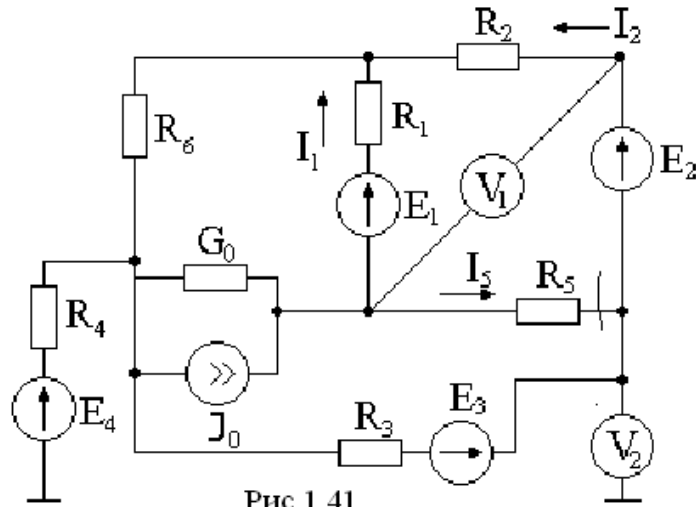 R₂ I₂
R₆ R₁
I₁ E₁ V₁ E₂
G₀
I₅ R₅
R₄
E₄ J₀ R₃ E₃ V₂
Рис 1.41